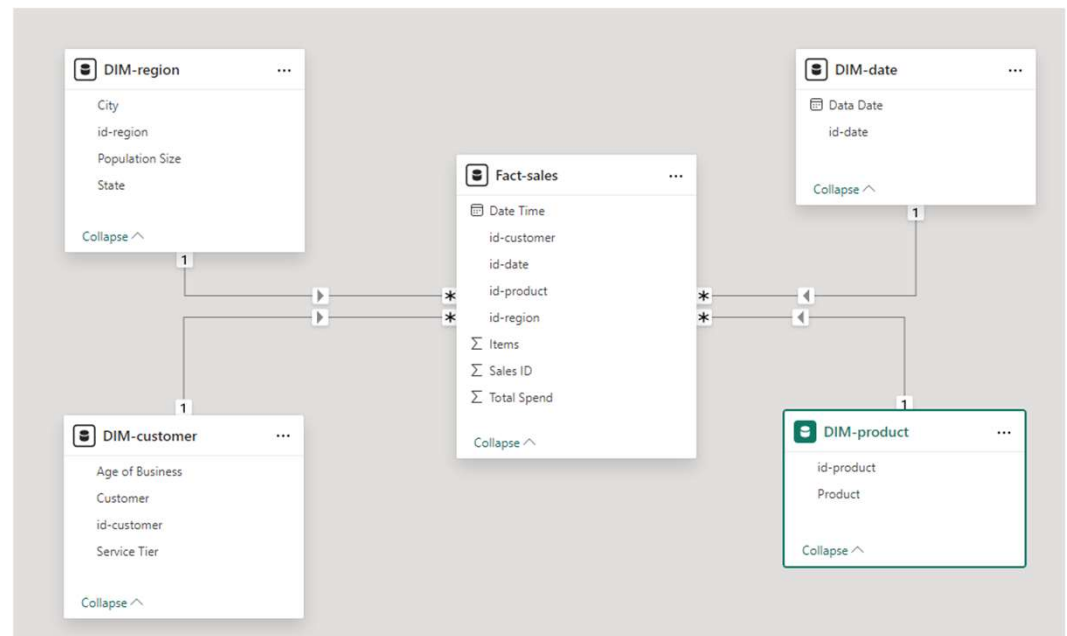 DIM-region
City
id-region
Population Size
State
Collapse
1
DIM-date
Data Date
id-date
Collapse
1
Fact-sales
Date Time
id-customer
id-date
id-product
id-region
Σ Items
Σ Sales ID
Σ Total Spend
Collapse
*
*
*
*
1
DIM-customer
Age of Business
Customer
id-customer
Service Tier
Collapse
1
DIM-product
id-product
Product
Collapse